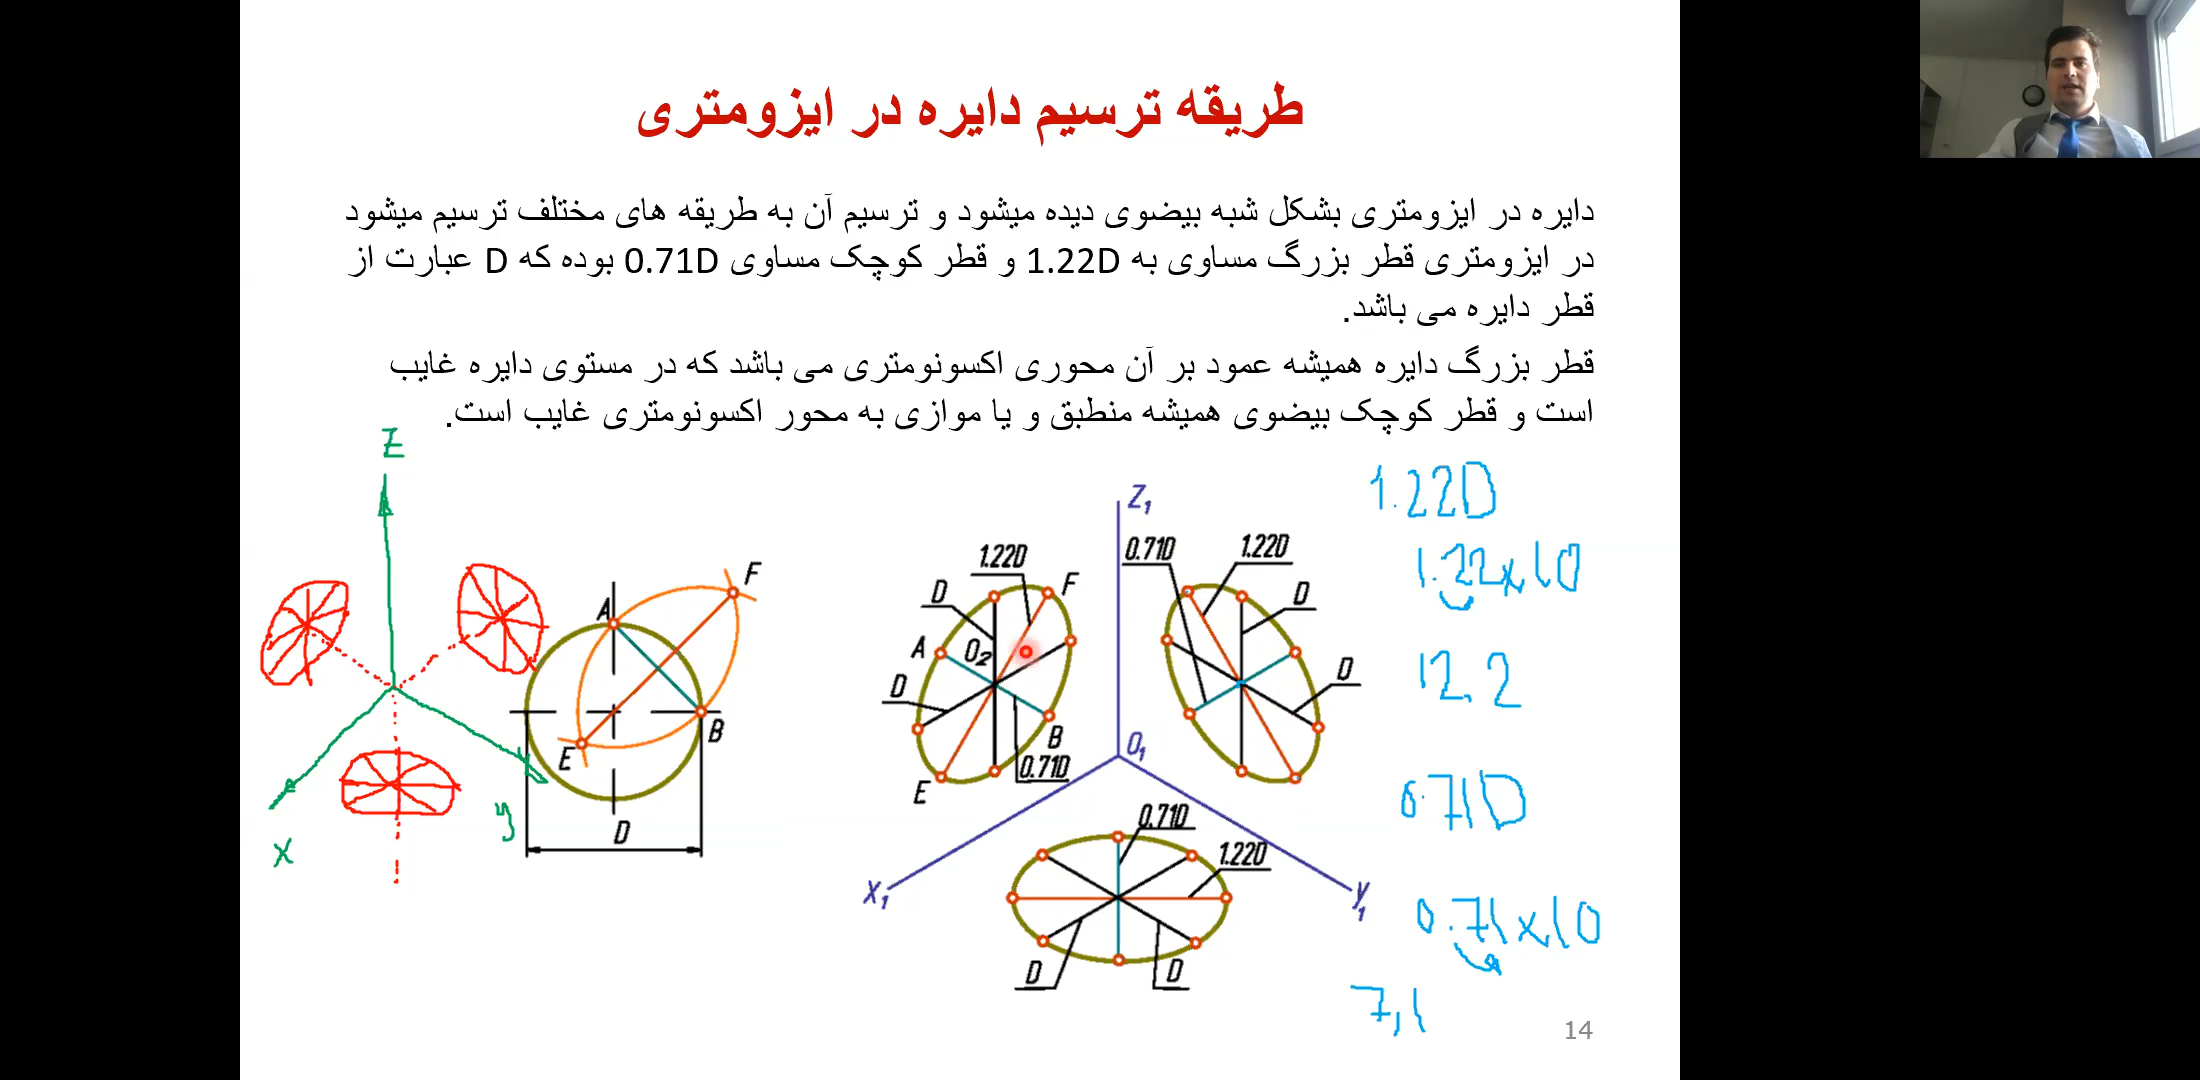 طریقه ترسیم دایره در ایزومتری
دایره در ایزومتری بشکل شبه بیضوی دیده میشود و ترسیم آن به طریقه های مختلف ترسیم میشود
در ایزومتری قطر بزرگ مساوی به 1.22D و قطر کوچک مساوی 0.71D بوده که D عبارت از
قطر دایره می باشد.
قطر بزرگ دایره همیشه عمود بر آن محوری اکسونومتری می باشد که در مستوی دایره غایب
است و قطر کوچک بیضوی همیشه منطبق و یا موازی به محور اکسونومتری غایب است.
Z
X
y
A
F
E
B
D
Z₁
O₁
X₁
y₁
1.22D
D
F
A
O₂
D
B
0.71D
E
0.71D
1.22D
D
D
0.71D
1.22D
D
D
1.22D
1.22x10
12.2
0.71D
0.71x10
7,1
14